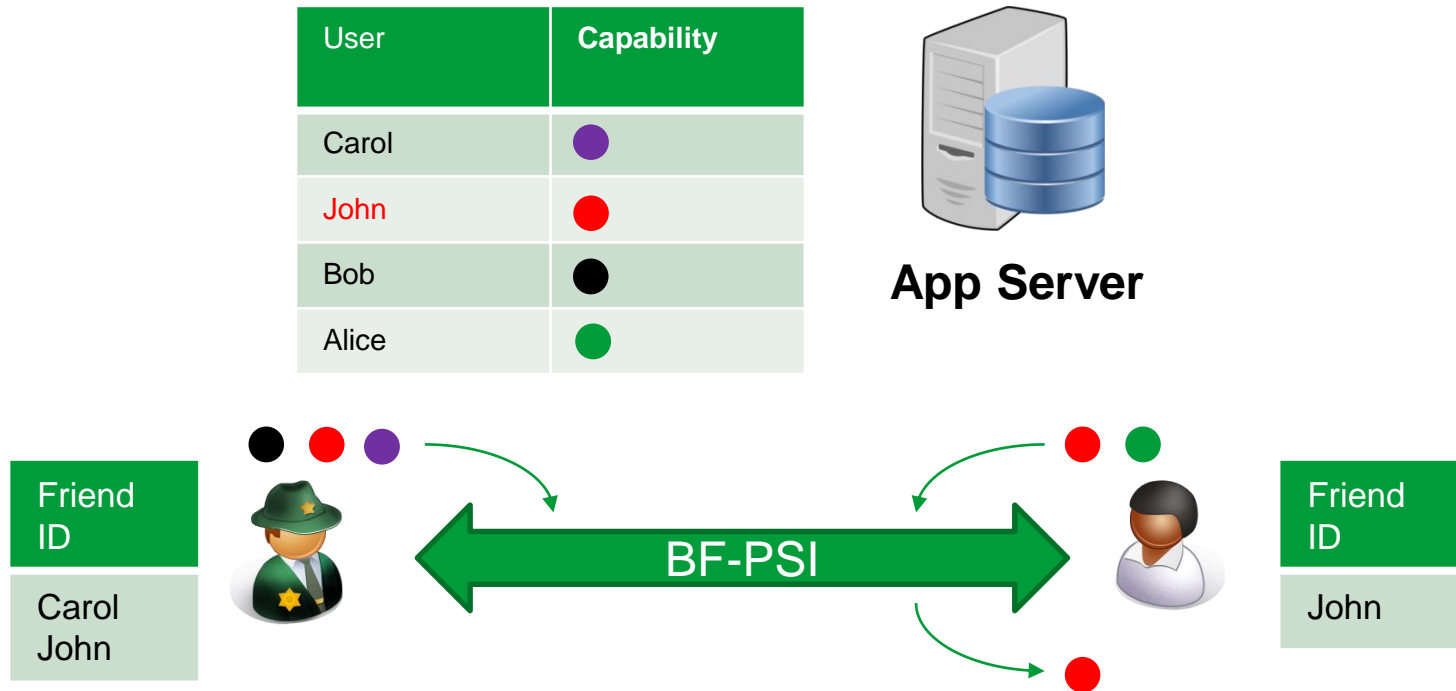 User Capability
Carol
John
Bob
Alice
App Server
Friend
ID
Carol
John
BF-PSI
Friend
ID
John